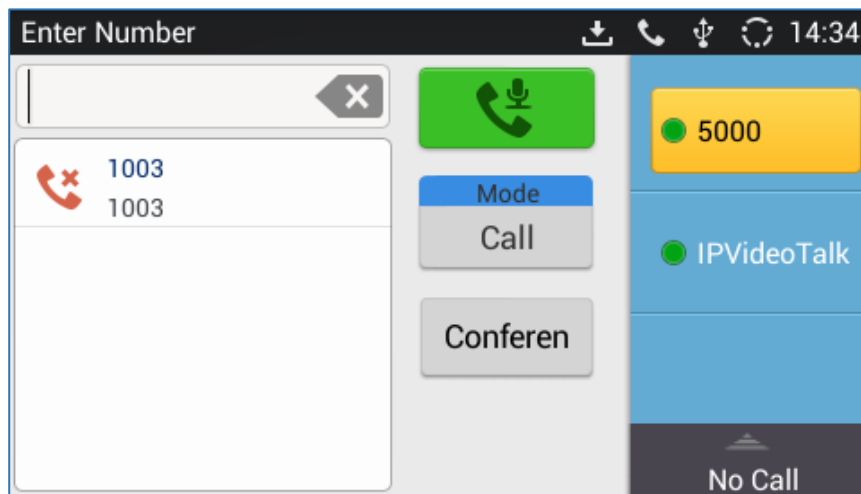 Enter Number
14:34
1003
1003
Mode
Call
Conferen
5000
IPVideoTalk
No Call